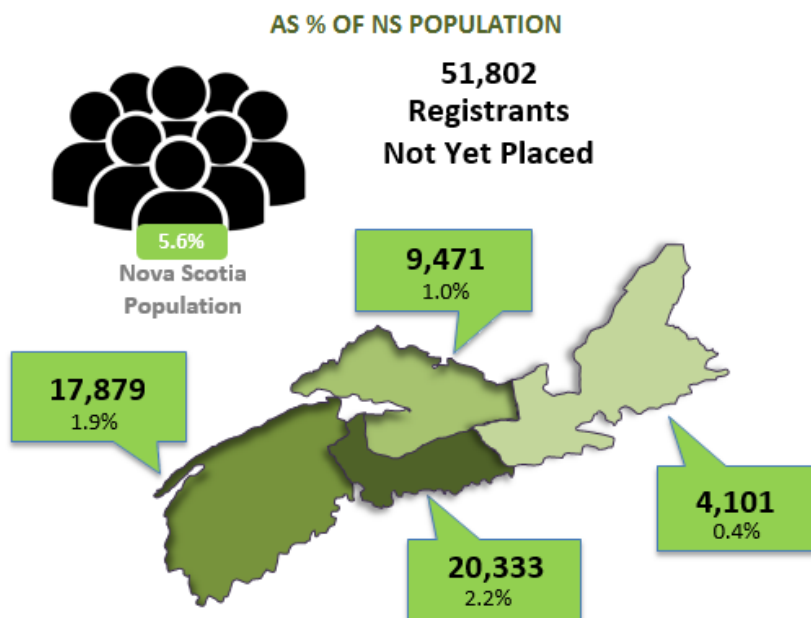 AS % OF NS POPULATION
51,802
Registrants
Not Yet Placed
5.6%
Nova Scotia
Population
9,471
1.0%
17,879
1.9%
4,101
0.4%
20,333
2.2%